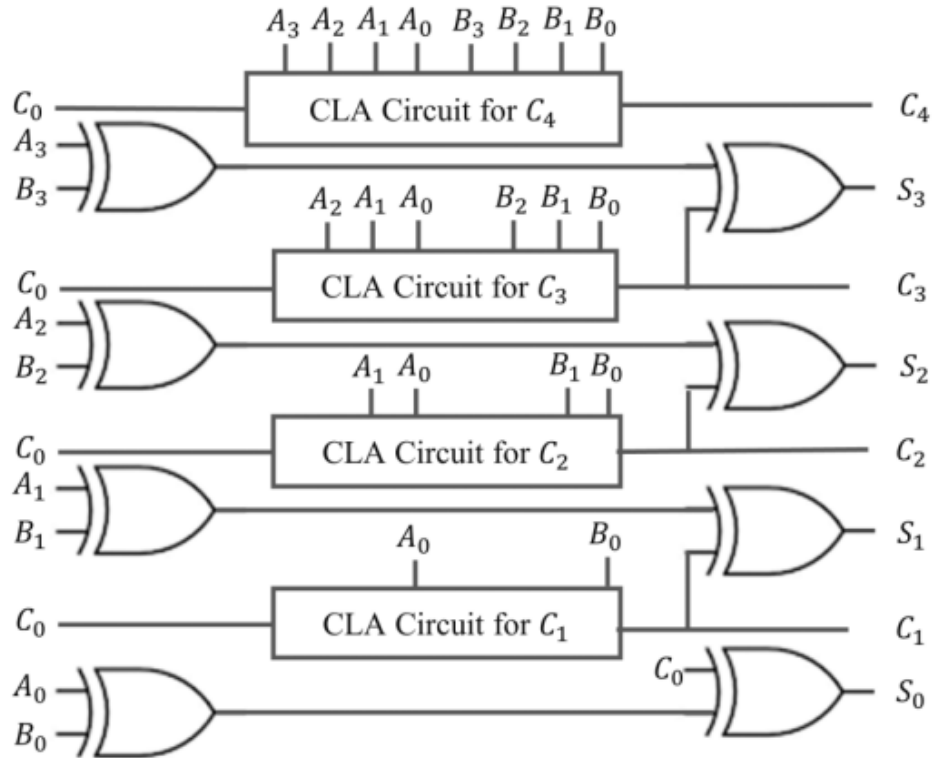 A₃ A₂ A₁ A₀ B₃ B₂ B₁ B₀
C₀ CLA Circuit for C₄ C₄
A₃
B₃ S₃
A₂ A₁ A₀ B₂ B₁ B₀
C₀ CLA Circuit for C₃ C₃
A₂
B₂ S₂
A₁ A₀ B₁ B₀
C₀ CLA Circuit for C₂ C₂
A₁
B₁ S₁
A₀ B₀
C₀ CLA Circuit for C₁ C₁
C₀
A₀ S₀
B₀